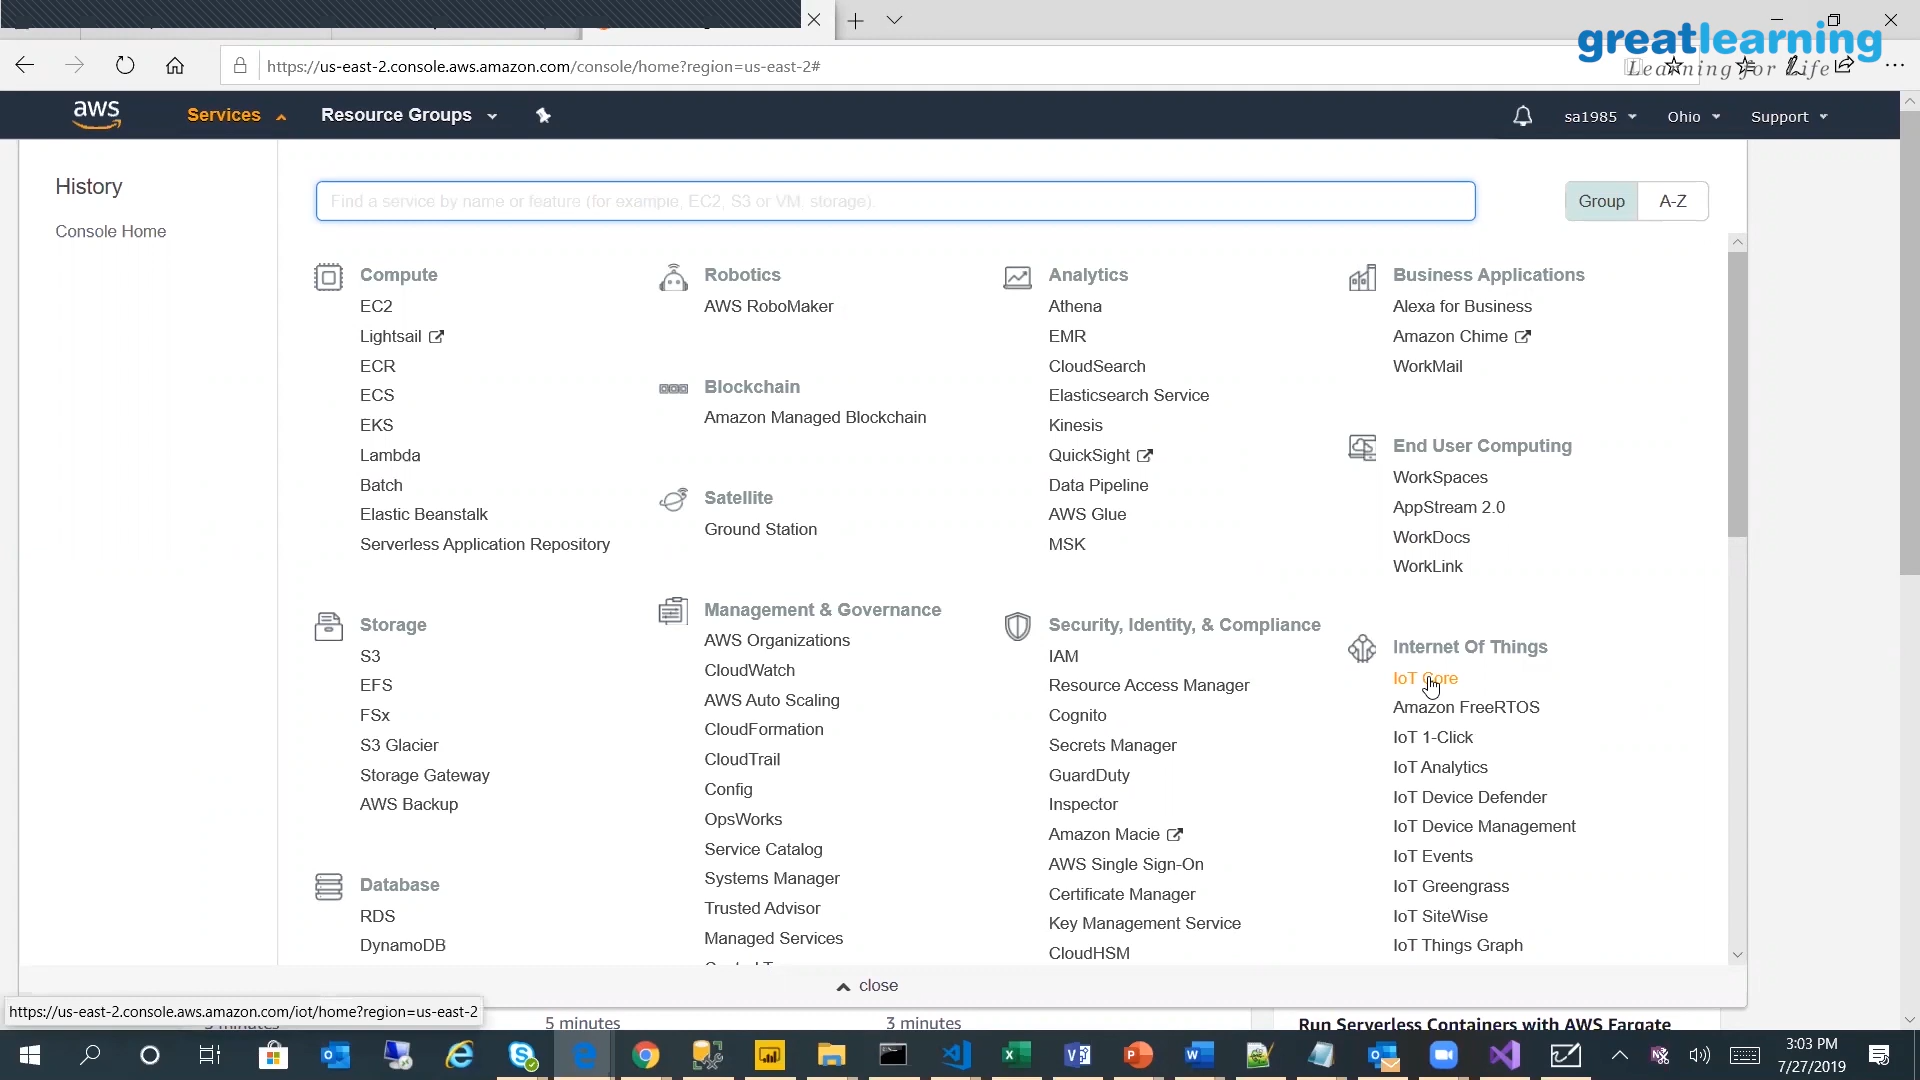 greatlearning
Learning for Life
https://us-east-2.console.aws.amazon.com/console/home?region=us-east-2#
aws
Services
Resource Groups
sa1985
Ohio
Support
History
Console Home
Find a service by name or feature (for example, EC2, S3 or VM, storage).
Group
A-Z
Compute
EC2
Lightsail
ECR
ECS
EKS
Lambda
Batch
Elastic Beanstalk
Serverless Application Repository
Storage
S3
EFS
FSx
S3 Glacier
Storage Gateway
AWS Backup
Database
RDS
DynamoDB
Robotics
AWS RoboMaker
Blockchain
Amazon Managed Blockchain
Satellite
Ground Station
Management & Governance
AWS Organizations
CloudWatch
AWS Auto Scaling
CloudFormation
CloudTrail
Config
OpsWorks
Service Catalog
Systems Manager
Trusted Advisor
Managed Services
Analytics
Athena
EMR
CloudSearch
Elasticsearch Service
Kinesis
QuickSight
Data Pipeline
AWS Glue
MSK
Security, Identity, & Compliance
IAM
Resource Access Manager
Cognito
Secrets Manager
GuardDuty
Inspector
Amazon Macie
AWS Single Sign-On
Certificate Manager
Key Management Service
CloudHSM
Business Applications
Alexa for Business
Amazon Chime
WorkMail
End User Computing
WorkSpaces
AppStream 2.0
WorkDocs
WorkLink
Internet Of Things
IoT Core
Amazon FreeRTOS
IoT 1-Click
IoT Analytics
IoT Device Defender
IoT Device Management
IoT Events
IoT Greengrass
IoT SiteWise
IoT Things Graph
close
https://us-east-2.console.aws.amazon.com/iot/home?region=us-east-2
5 minutes
3 minutes
Run Serverless Containers with AWS Fargate
3:03 PM
7/27/2019